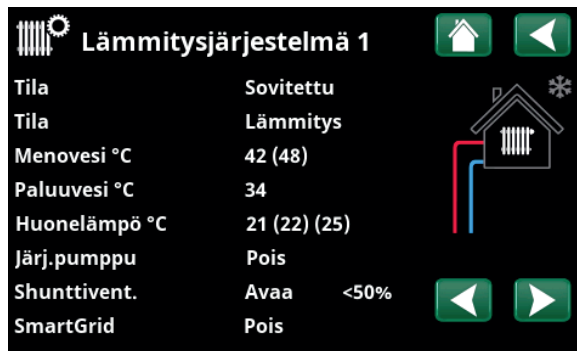 Lämmitysjärjestelmä 1
Tila Sovitettu
Tila Lämmitys
Menovesi °C 42 (48)
Paluuvesi °C 34
Huonelämpö °C 21 (22) (25)
Järj.pumppu Pois
Shunttivent. Avaa <50%
SmartGrid Pois